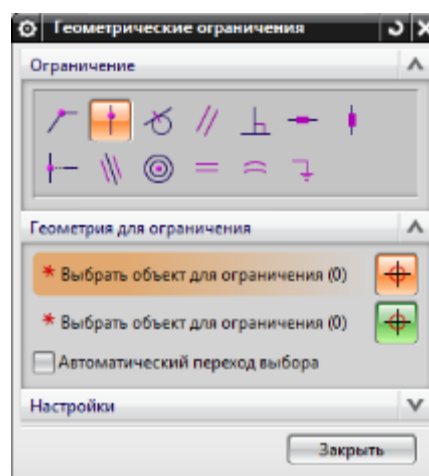 Геометрические ограничения
Ограничение
Геометрия для ограничения
* Выбрать объект для ограничения (0)
* Выбрать объект для ограничения (0)
Автоматический переход выбора
Настройки
Закрыть